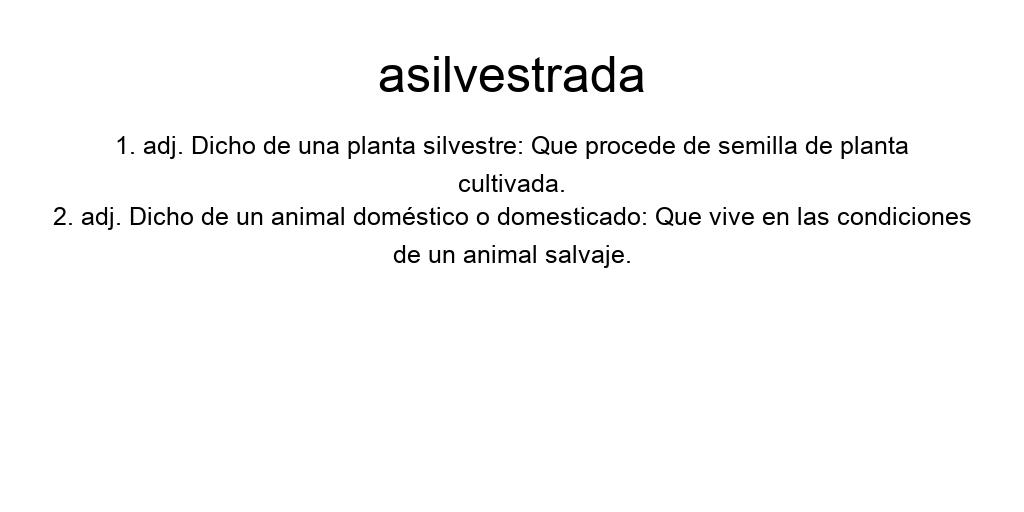 asilvestrada
1. adj. Dicho de una planta silvestre: Que procede de semilla de planta
cultivada.
2. adj. Dicho de un animal doméstico o domesticado: Que vive en las condiciones
de un animal salvaje.